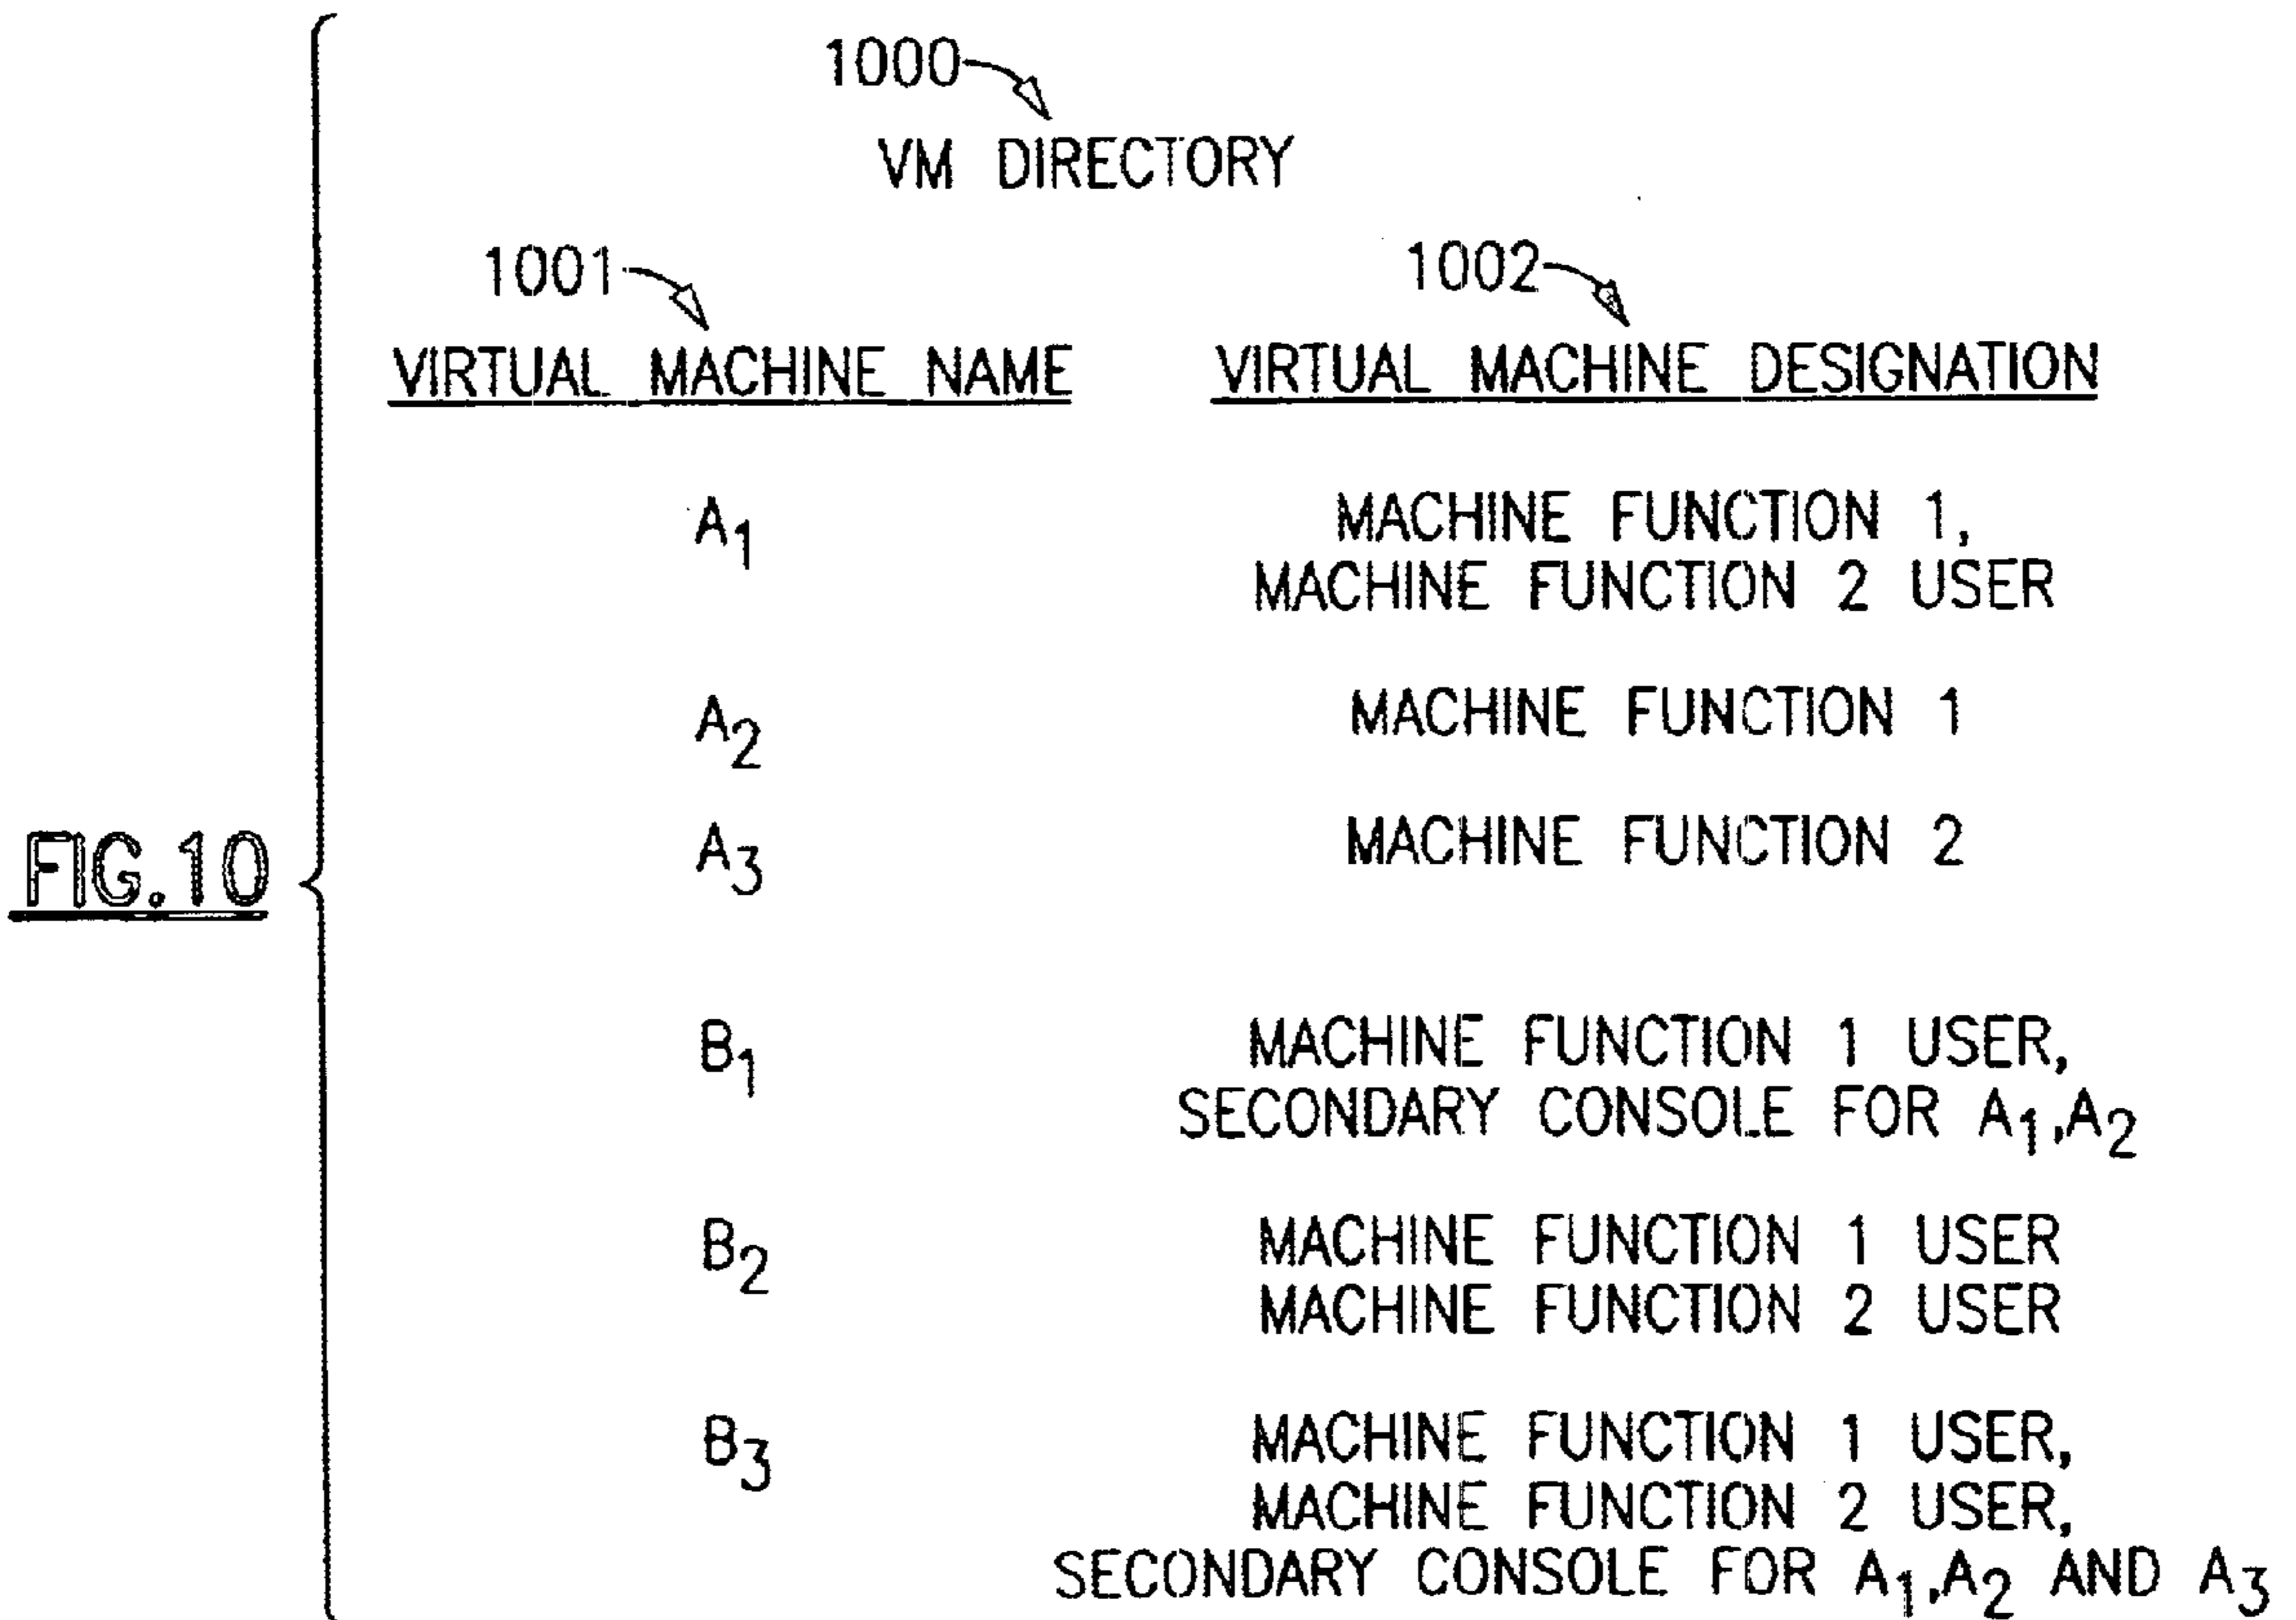 1000
VM DIRECTORY
1001 1002
VIRTUAL MACHINE NAME VIRTUAL MACHINE DESIGNATION
A1 MACHINE FUNCTION 1,
MACHINE FUNCTION 2 USER
A2 MACHINE FUNCTION 1
FIG.10
A3 MACHINE FUNCTION 2
B1 MACHINE FUNCTION 1 USER,
SECONDARY CONSOLE FOR A1,A2
B2 MACHINE FUNCTION 1 USER
MACHINE FUNCTION 2 USER
B3 MACHINE FUNCTION 1 USER,
MACHINE FUNCTION 2 USER,
SECONDARY CONSOLE FOR A1,A2 AND A3